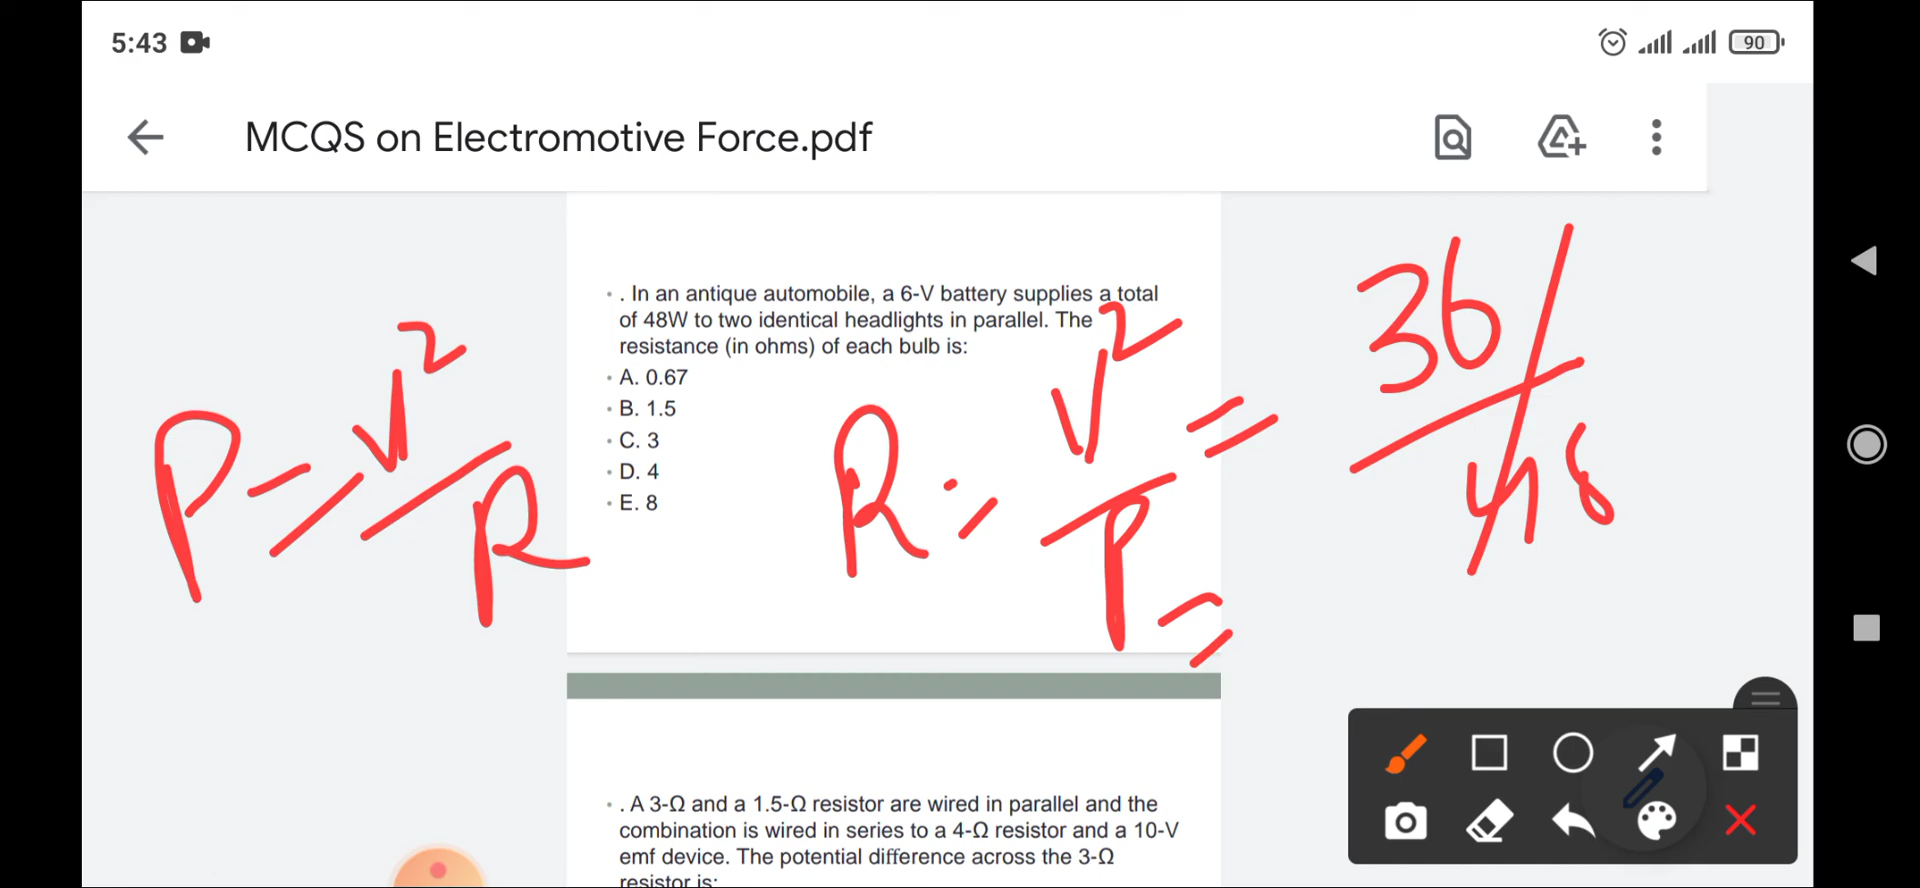 5:43
90
MCQS on Electromotive Force.pdf
. In an antique automobile, a 6-V battery supplies a total
of 48W to two identical headlights in parallel. The
resistance (in ohms) of each bulb is:
A. 0.67
B. 1.5
C. 3
D. 4
E. 8
P = V²/R
R = V²/P = 36/48
=
. A 3-Ω and a 1.5-Ω resistor are wired in parallel and the
combination is wired in series to a 4-Ω resistor and a 10-V
emf device. The potential difference across the 3-Ω
resistor is: